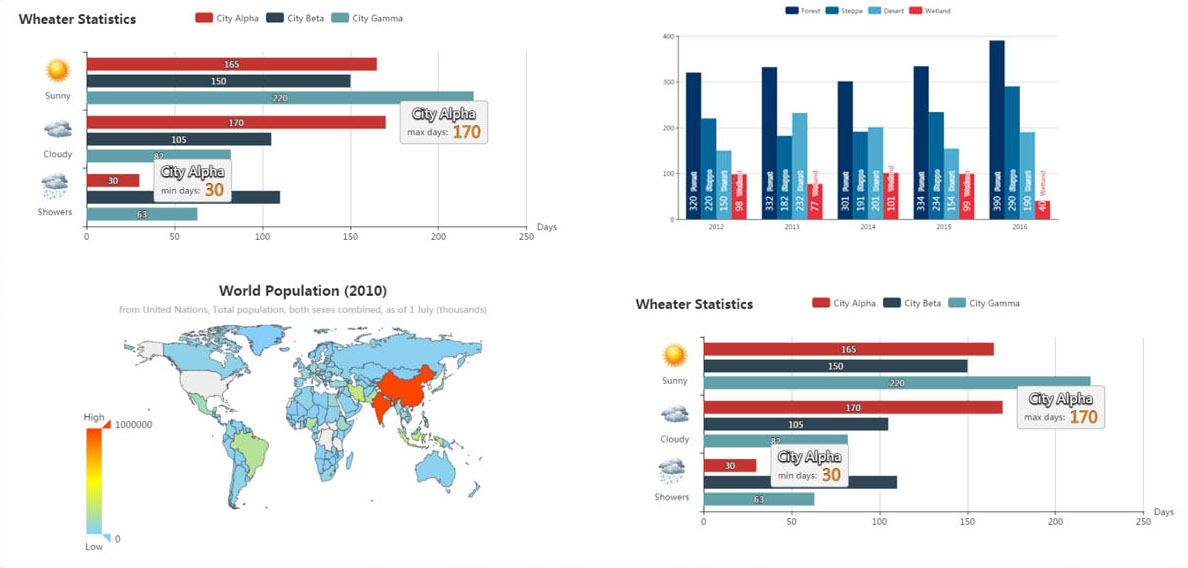 Wheater Statistics
City Alpha City Beta City Gamma
165
150
220
Sunny
City Alpha
max days: 170
170
105
Cloudy
82
City Alpha
min days: 30
30
Showers
63
0 50 100 150 200 250 Days
Forest Steppe Desert Wetland
400
300
200
100
0
320 Forest 220 Steppe 150 Desert 98 Wetland
332 Forest 182 Steppe 232 Desert 77 Wetland
301 Forest 191 Steppe 201 Desert 101 Wetland
334 Forest 234 Steppe 154 Desert 99 Wetland
390 Forest 290 Steppe 190 Desert 40 Wetland
2012 2013 2014 2015 2016
World Population (2010)
from United Nations, Total population, both sexes combined, as of 1 July (thousands)
High
1000000
0
Low
Wheater Statistics
City Alpha City Beta City Gamma
165
150
220
Sunny
City Alpha
max days: 170
170
105
Cloudy
82
City Alpha
min days: 30
30
Showers
63
0 50 100 150 200 250 Days